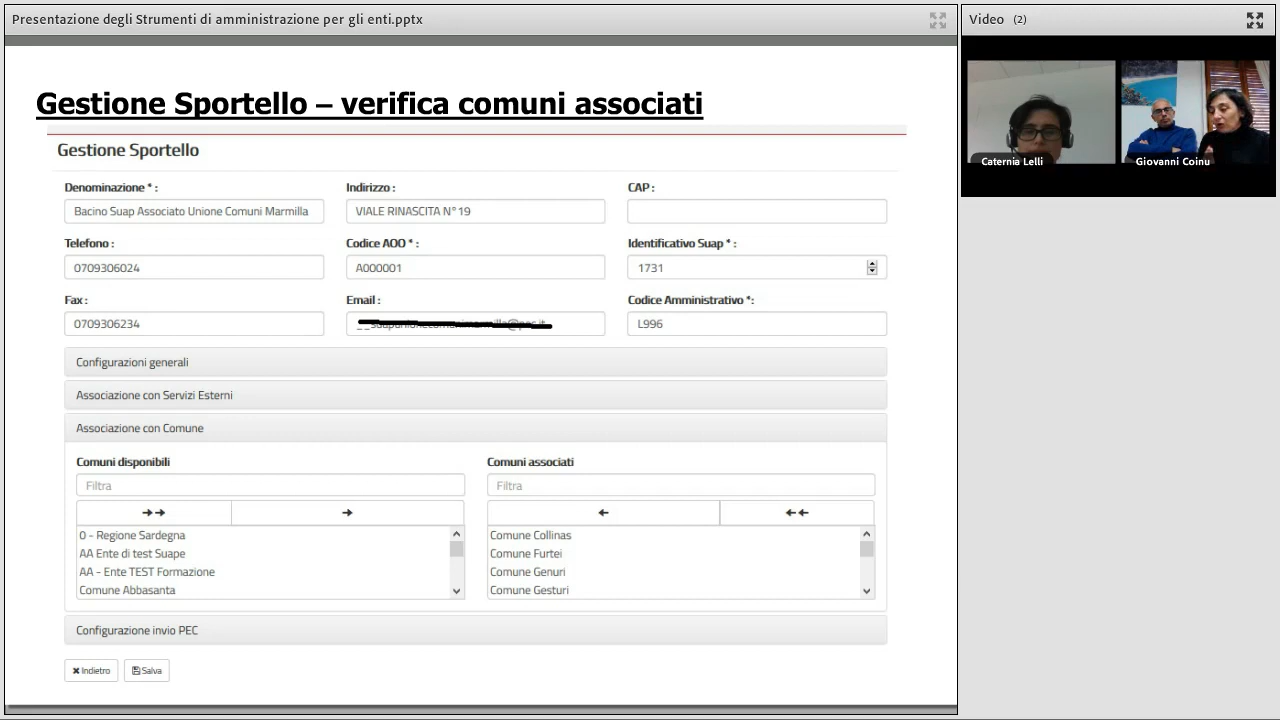 Presentazione degli Strumenti di amministrazione per gli enti.pptx
Video (2)
Caternia Lelli
Giovanni Coinu
Gestione Sportello – verifica comuni associati
Gestione Sportello
Denominazione * : Indirizzo : CAP :
Bacino Suap Associato Unione Comuni Marmilla VIALE RINASCITA N°19
Telefono : Codice AOO * : Identificativo Suap * :
0709306024 A000001 1731
Fax : Email : Codice Amministrativo *:
0709306234 L996
Configurazioni generali
Associazione con Servizi Esterni
Associazione con Comune
Comuni disponibili Comuni associati
Filtra Filtra
0 - Regione Sardegna Comune Collinas
AA Ente di test Suape Comune Furtei
AA - Ente TEST Formazione Comune Genuri
Comune Abbasanta Comune Gesturi
Configurazione invio PEC
Indietro Salva